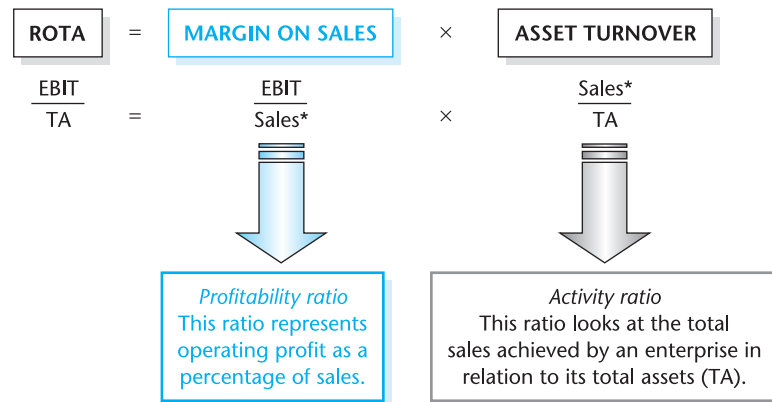 ROTA = MARGIN ON SALES × ASSET TURNOVER
EBIT EBIT Sales*
= ×
TA Sales* TA
Profitability ratio
This ratio represents
operating profit as a
percentage of sales.
Activity ratio
This ratio looks at the total
sales achieved by an enterprise in
relation to its total assets (TA).